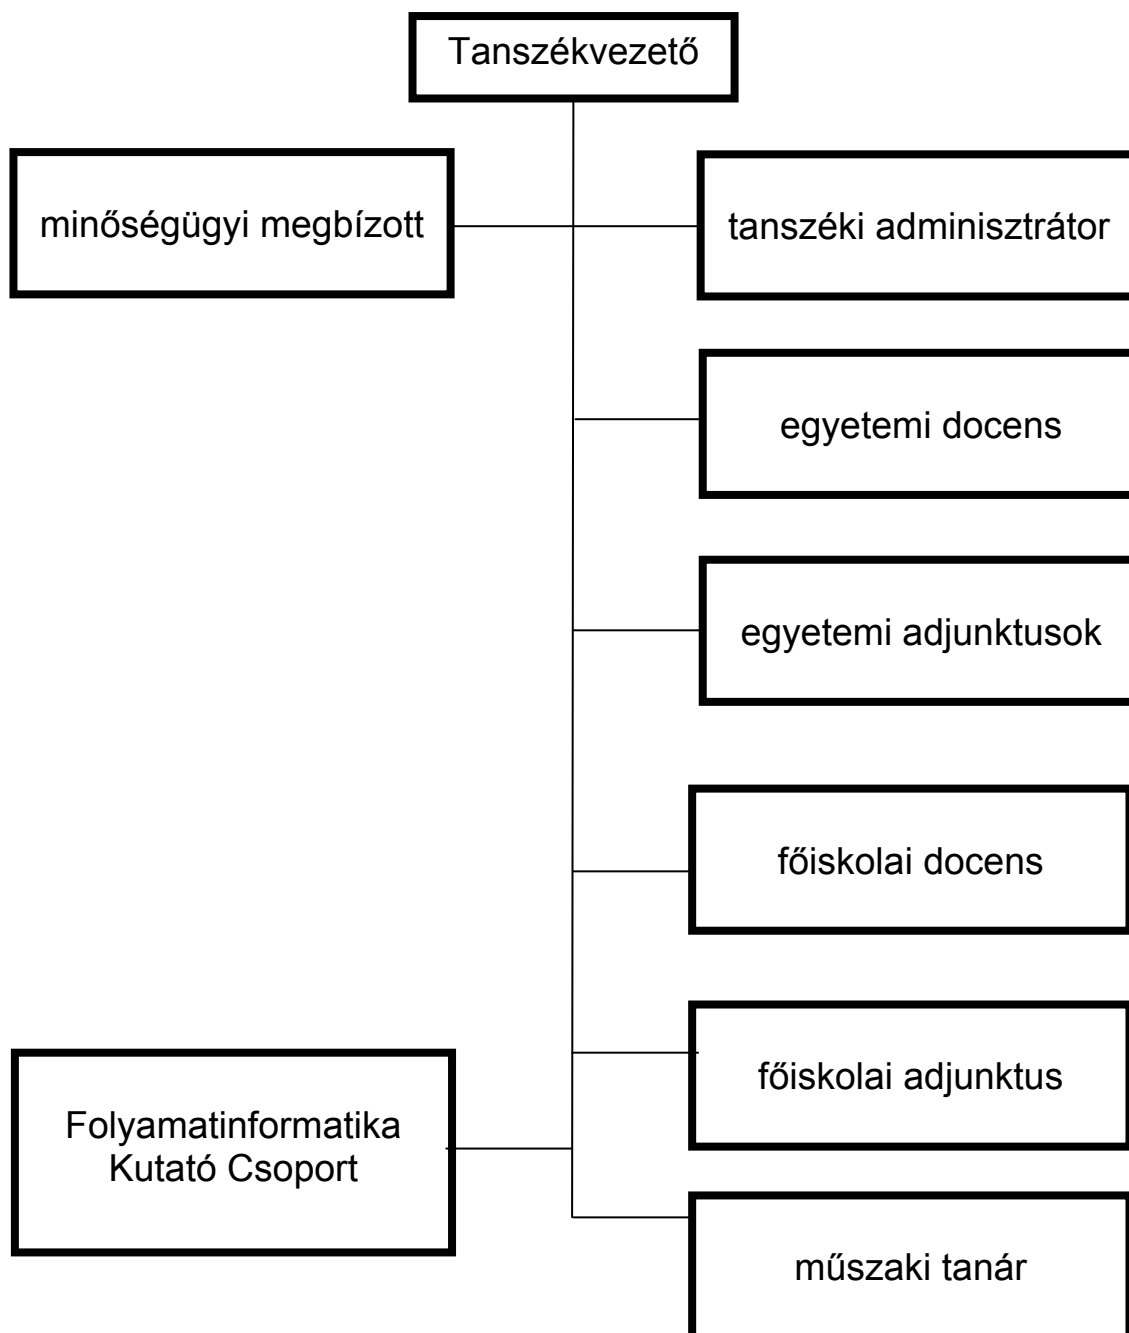 Tanszékvezető
minőségügyi megbízott
tanszéki adminisztrátor
egyetemi docens
egyetemi adjunktusok
főiskolai docens
főiskolai adjunktus
Folyamatinformatika
Kutató Csoport
műszaki tanár